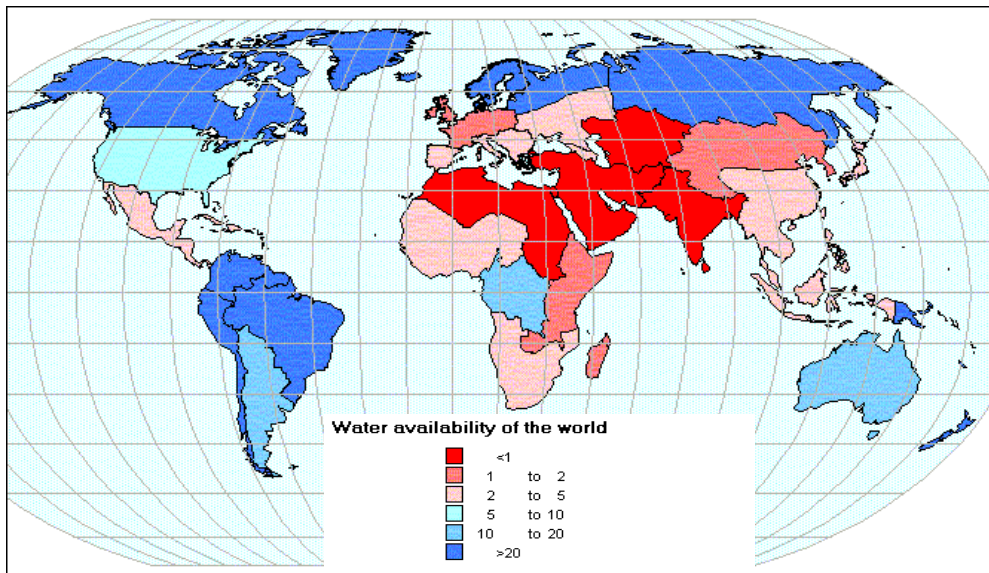 Water availability of the world
<1
1 to 2
2 to 5
5 to 10
10 to 20
>20